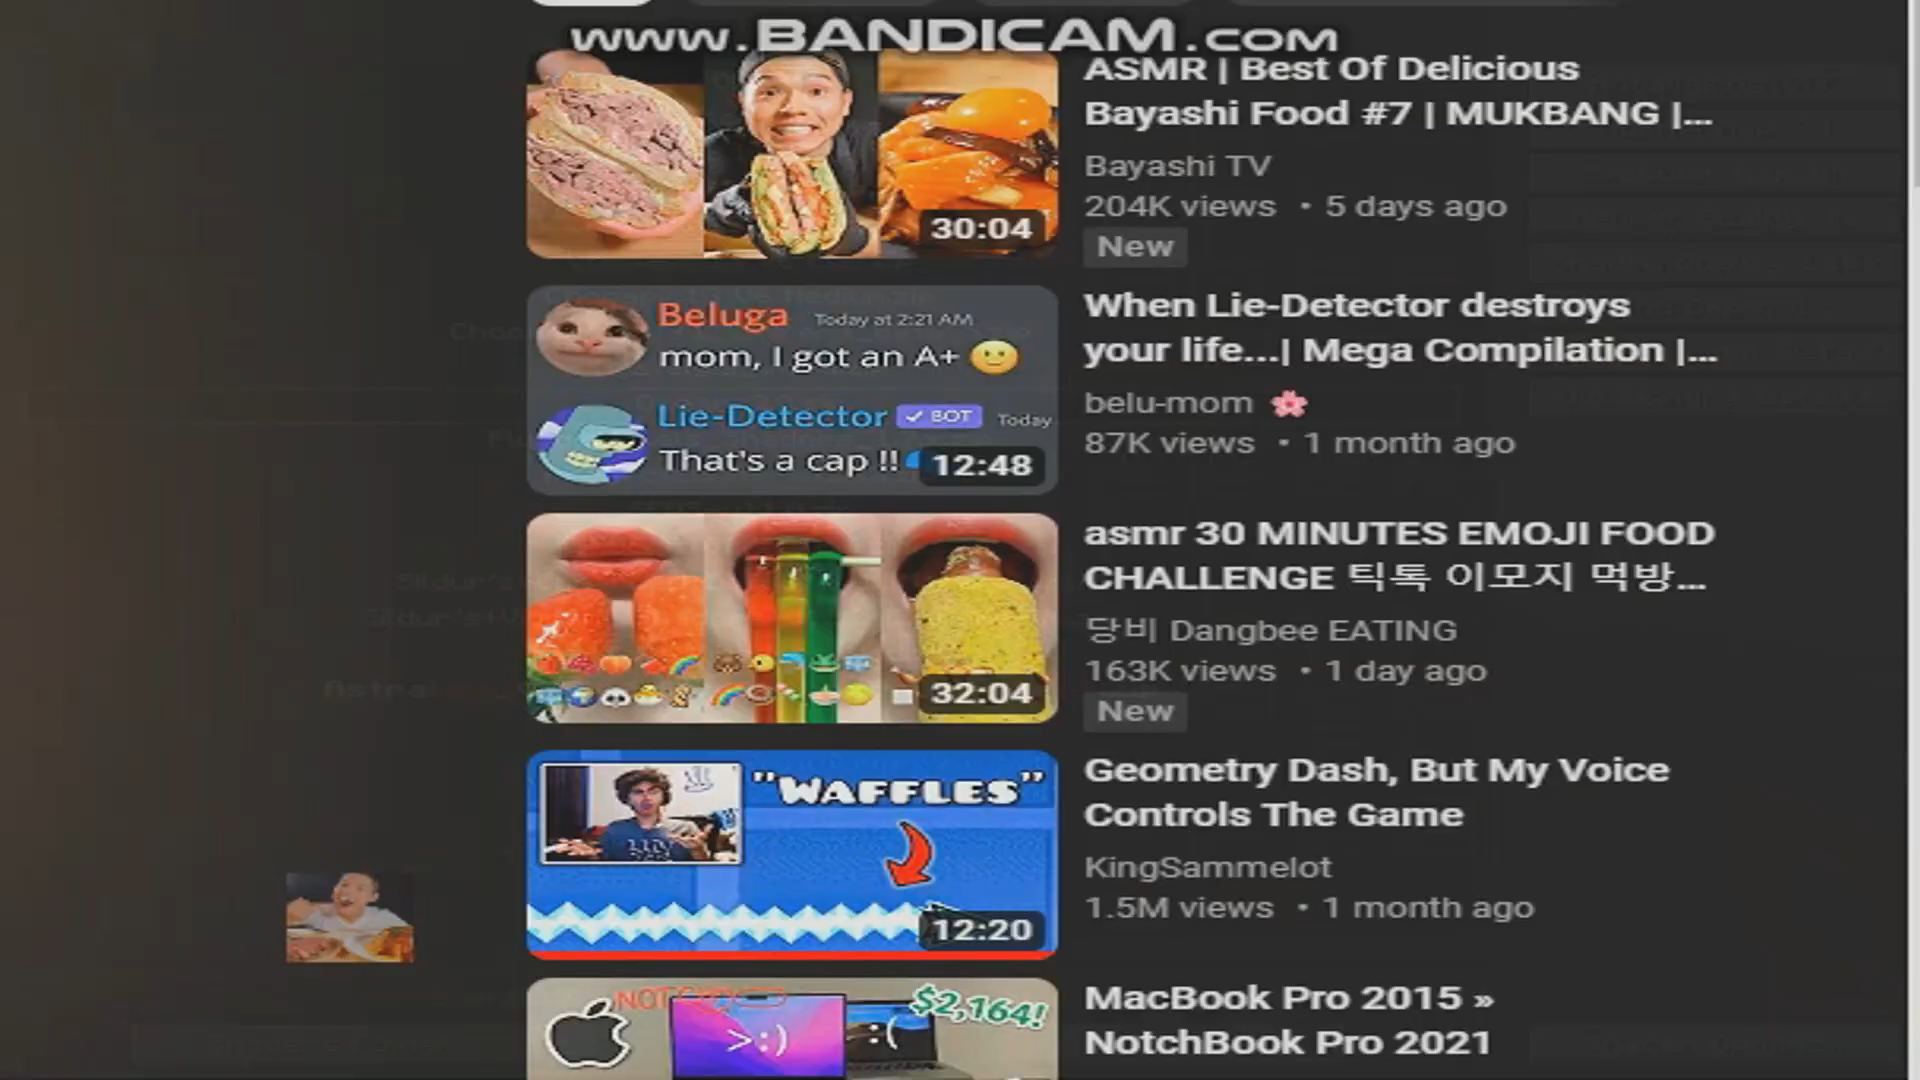 www.BANDICAM.com
ASMR | Best Of Delicious
Bayashi Food #7 | MUKBANG |...
Bayashi TV
204K views • 5 days ago
New
30:04
Beluga Today at 2:21 AM
mom, I got an A+
Lie-Detector BOT Today
That's a cap !!
12:48
When Lie-Detector destroys
your life...| Mega Compilation |...
belu-mom 🌸
87K views • 1 month ago
32:04
asmr 30 MINUTES EMOJI FOOD
CHALLENGE 틱톡 이모지 먹방...
당비 Dangbee EATING
163K views • 1 day ago
New
"WAFFLES"
12:20
Geometry Dash, But My Voice
Controls The Game
KingSammelot
1.5M views • 1 month ago
$2,164!
>:) :(
MacBook Pro 2015 »
NotchBook Pro 2021